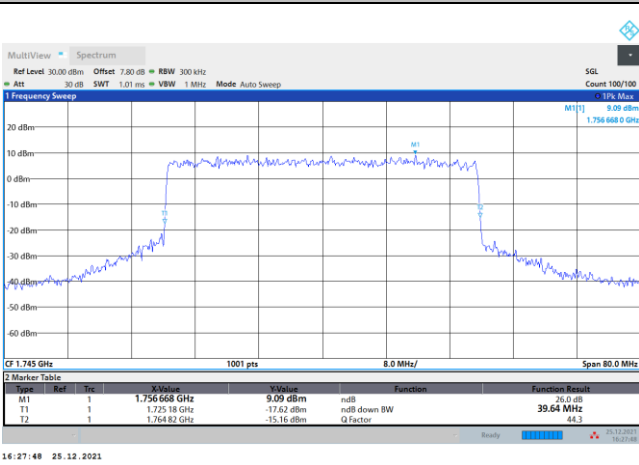 MultiView Spectrum
Ref Level 30.00 dBm Offset 7.80 dB RBW 300 kHz SGL
Att 30 dB SWT 1.01 ms VBW 1 MHz Mode Auto Sweep Count 100/100
1 Frequency Sweep 1Pk Max
M1[1] 9.09 dBm
1.756 668 0 GHz
20 dBm
M1
10 dBm
0 dBm
-10 dBm
T1
T2
-20 dBm
-30 dBm
-40 dBm
-50 dBm
-60 dBm
CF 1.745 GHz 1001 pts 8.0 MHz/ Span 80.0 MHz
2 Marker Table
Type Ref Trc X-Value Y-Value Function Function Result
M1 1 1.756 668 GHz 9.09 dBm ndB 26.0 dB
T1 1 1.725 18 GHz -17.62 dBm ndB down BW 39.64 MHz
T2 1 1.764 82 GHz -15.16 dBm Q Factor 44.3
Ready 25.12.2021
16:27:48
16:27:48 25.12.2021